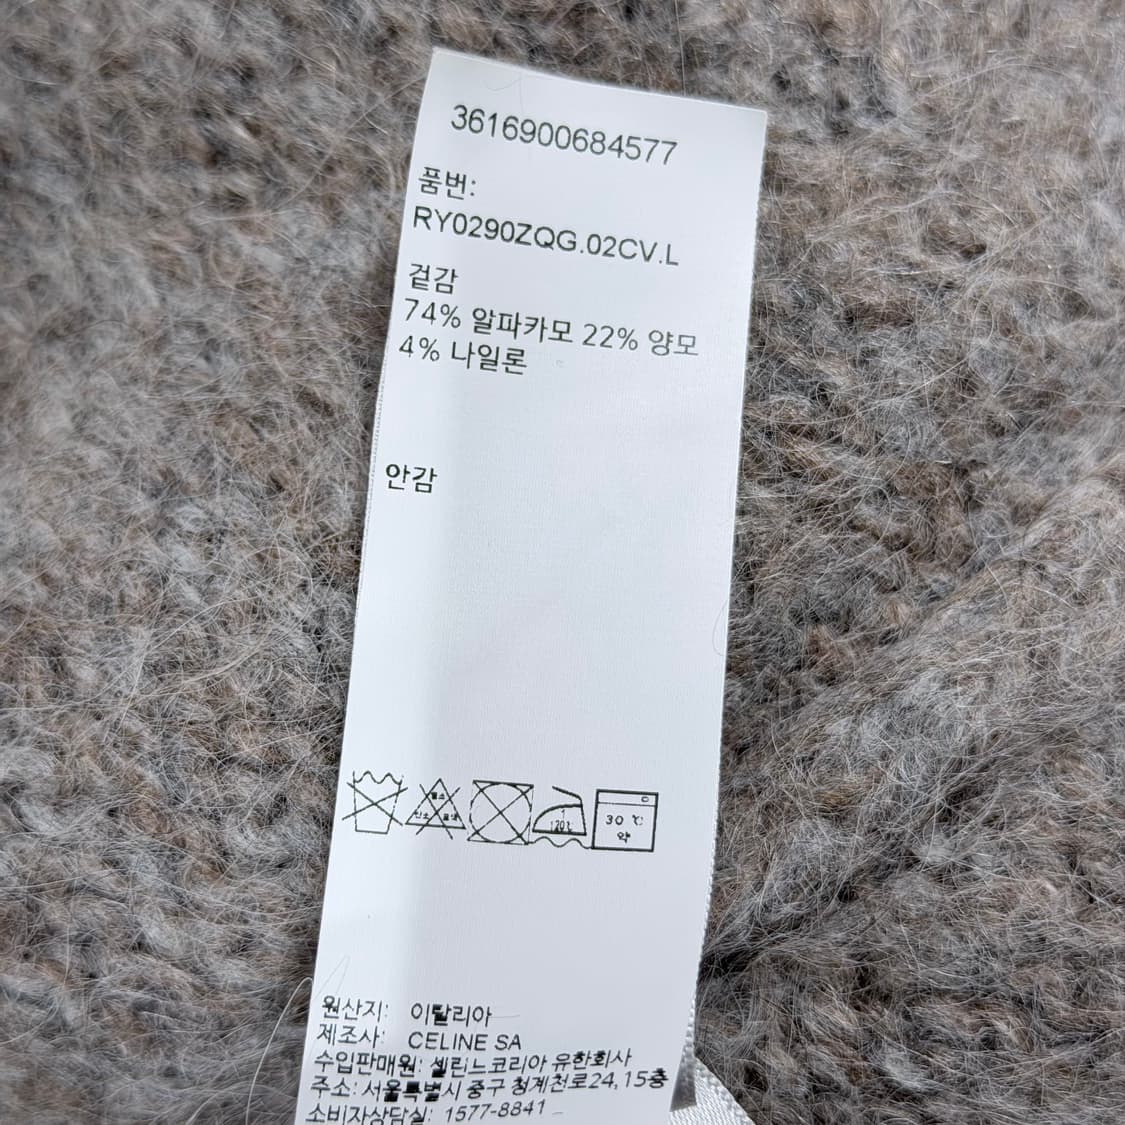 3616900684577
품번:
RY0290ZQG.02CV.L
겉감
74% 알파카모 22% 양모
4% 나일론
안감
120℃
30 ℃
약
원산지: 이탈리아
제조사: CELINE SA
수입판매원: 셀린느코리아 유한회사
주소: 서울특별시 중구 청계천로24,15층
소비자상담실: 1577-8841